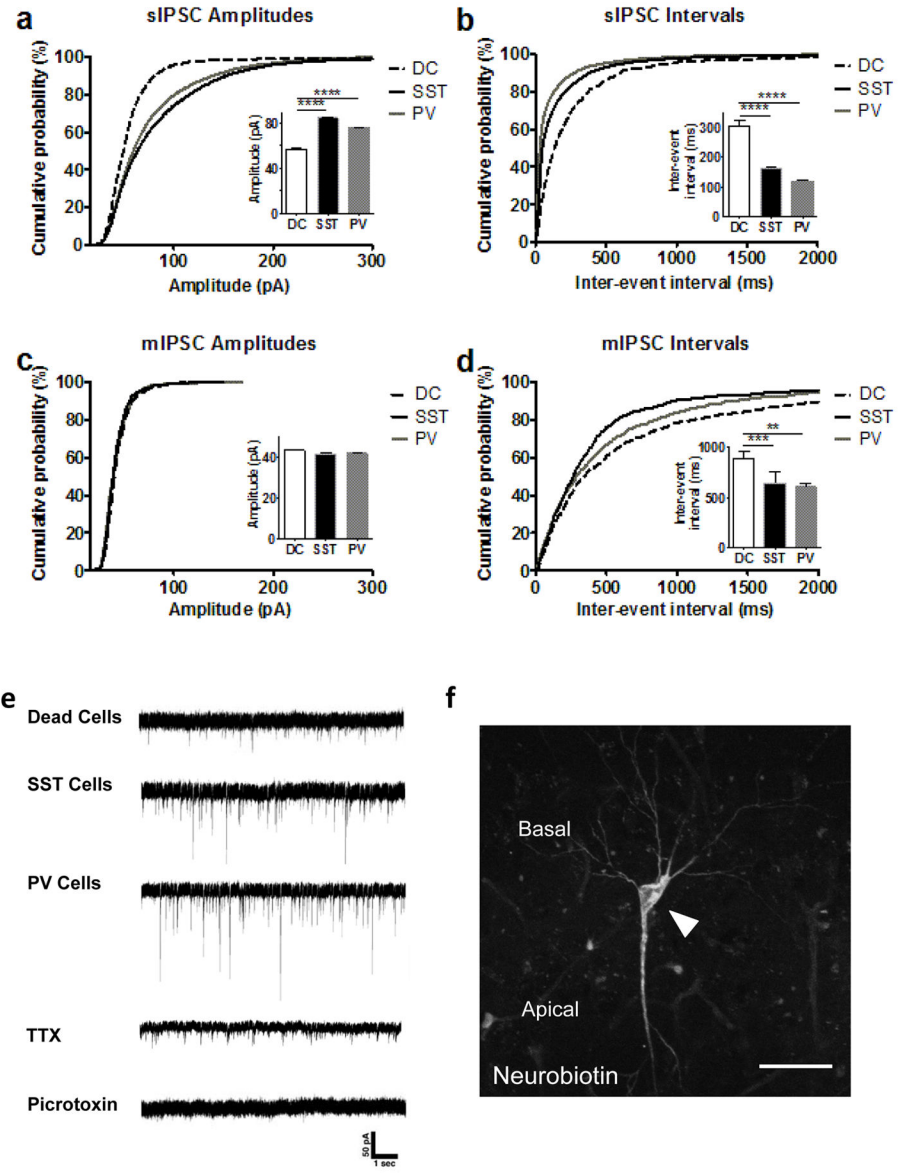 a
sIPSC Amplitudes
Cumulative probability (%)
100
80
60
40
20
0
100
200
300
Amplitude (pA)
DC
SST
PV
Amplitude (pA)
80
40
0
****
****
DC SST PV
b
sIPSC Intervals
Cumulative probability (%)
100
80
60
40
20
0
0
500
1000
1500
2000
Inter-event interval (ms)
DC
SST
PV
Inter-event
interval (ms)
300
200
100
0
****
****
DC SST PV
c
mIPSC Amplitudes
Cumulative probability (%)
100
80
60
40
20
0
100
200
300
Amplitude (pA)
DC
SST
PV
Amplitude (pA)
40
20
0
DC SST PV
d
mIPSC Intervals
Cumulative probability (%)
100
80
60
40
20
0
0
500
1000
1500
2000
Inter-event interval (ms)
DC
SST
PV
Inter-event
interval (ms)
1000
500
0
**
***
DC SST PV
e
Dead Cells
SST Cells
PV Cells
TTX
Picrotoxin
50 pA
1 sec
f
Basal
Apical
Neurobiotin